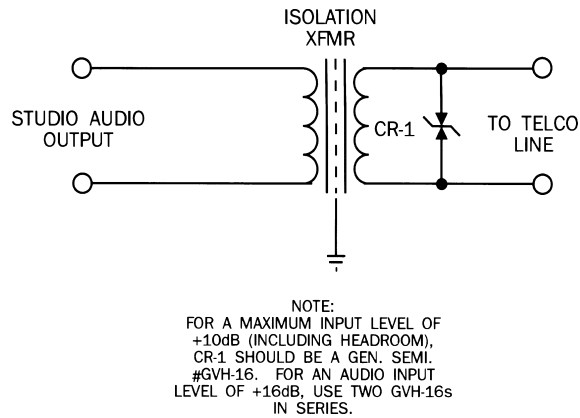 ISOLATION
XFMR
STUDIO AUDIO
OUTPUT
CR-1
TO TELCO
LINE
NOTE:
FOR A MAXIMUM INPUT LEVEL OF
+10dB (INCLUDING HEADROOM),
CR-1 SHOULD BE A GEN. SEMI.
#GVH-16. FOR AN AUDIO INPUT
LEVEL OF +16dB, USE TWO GVH-16s
IN SERIES.